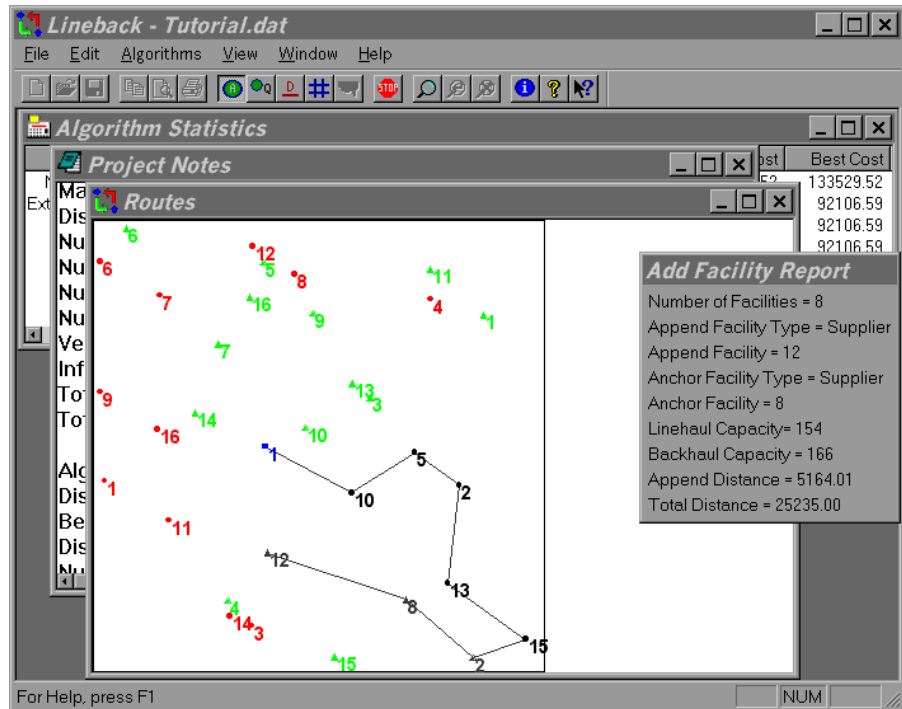 Lineback - Tutorial.dat
File Edit Algorithms View Window Help
A Q D STOP i ? ?
Algorithm Statistics
Best Cost
133529.52
92106.59
92106.59
92106.59
Ext
Project Notes
Ma
Dis
Nu
Nu
Nu
Nu
Ve
Inf
To
To
Alg
Dis
Be
Dis
Nu
Routes
6
12
5
6
8
11
7
16
4
9
1
7
13
9
3
14
16
10
1
5
1
2
10
11
12
13
8
4
14
3
15
15
2
Add Facility Report
Number of Facilities = 8
Append Facility Type = Supplier
Append Facility = 12
Anchor Facility Type = Supplier
Anchor Facility = 8
Linehaul Capacity= 154
Backhaul Capacity = 166
Append Distance = 5164.01
Total Distance = 25235.00
For Help, press F1
NUM